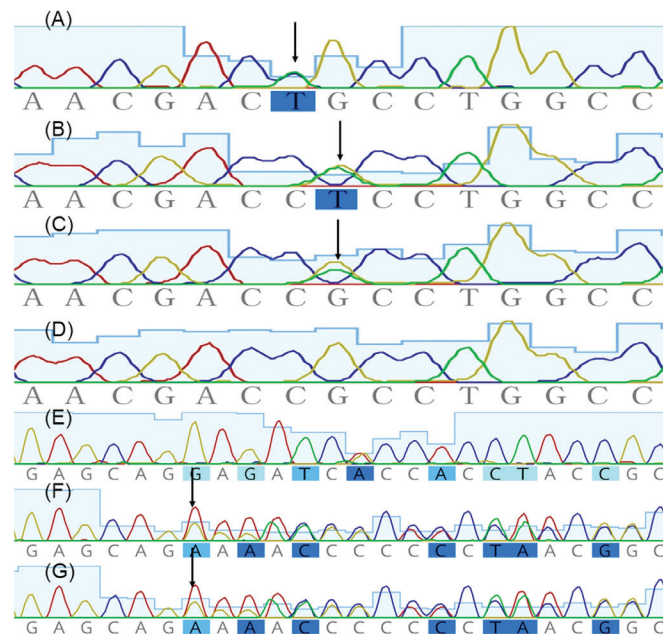 (A)
A A C G A C T G C C T G G C C
(B)
A A C G A C C T C C T G G C C
(C)
A A C G A C C G C C T G G C C
(D)
A A C G A C C G C C T G G C C
(E)
G A G C A G G A G A T C A C C A C C T A C C G C
(F)
G A G C A G A A A A C C C C C C C T A A C G G C
(G)
G A G C A G A A A A C C C C C C C T A A C G G C